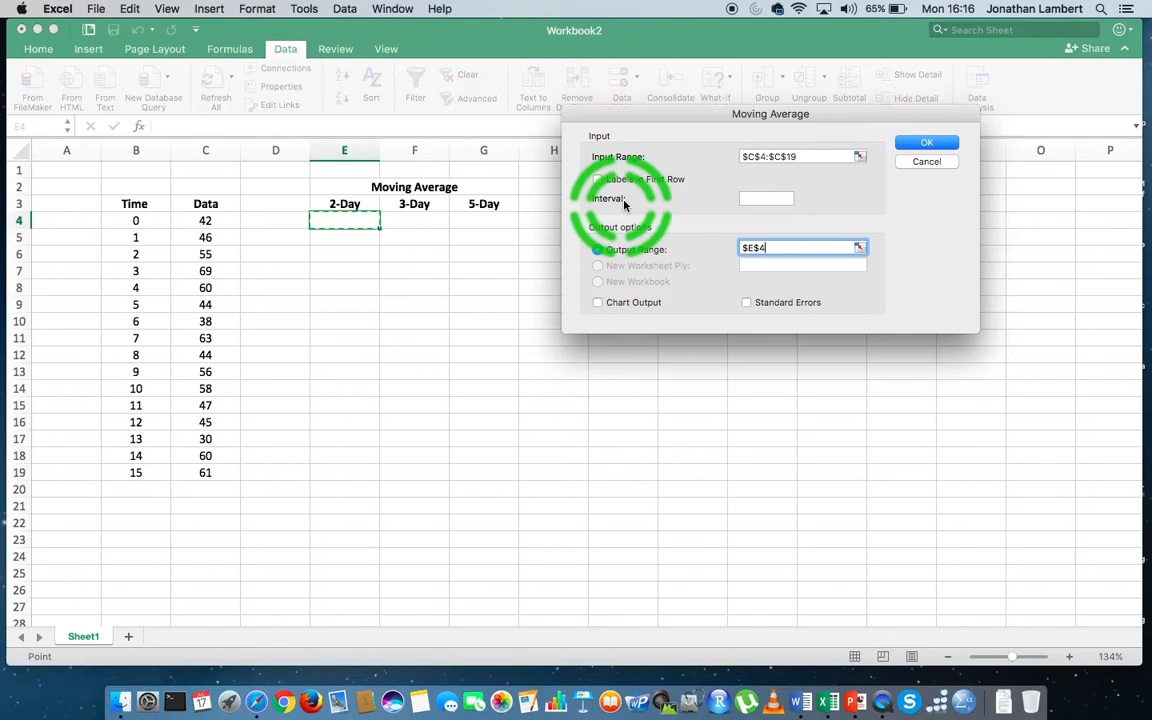 Excel File Edit View Insert Format Tools Data Window Help 65% Mon 16:16 Jonathan Lambert
Workbook2 Search Sheet
Home Insert Page Layout Formulas Data Review View Share
From FileMaker From HTML From Text New Database Query Refresh All Connections Properties Edit Links Sort Filter Clear Advanced Text to Columns Remove Data Consolidate What-If Group Ungroup Subtotal Show Detail Hide Detail Data Analysis
E4 fx
Moving Average
Input
Input Range: $C$4:$C$19
Labels in First Row
Interval:
Output options
Output Range: $E$4
New Worksheet Ply:
New Workbook
Chart Output Standard Errors
OK
Cancel
A B C D E F G H O P
1
2 Moving Average
3 Time Data 2-Day 3-Day 5-Day
4 0 42
5 1 46
6 2 55
7 3 69
8 4 60
9 5 44
10 6 38
11 7 63
12 8 44
13 9 56
14 10 58
15 11 47
16 12 45
17 13 30
18 14 60
19 15 61
20
21
22
23
24
25
26
27
28
Sheet1 +
Point 134%